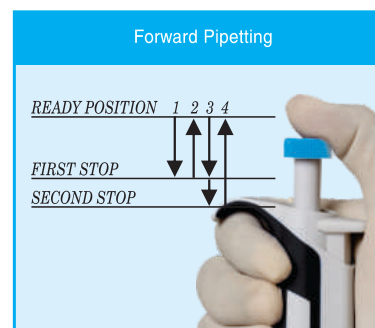 Forward Pipetting
READY POSITION 1 2 3 4
FIRST STOP
SECOND STOP